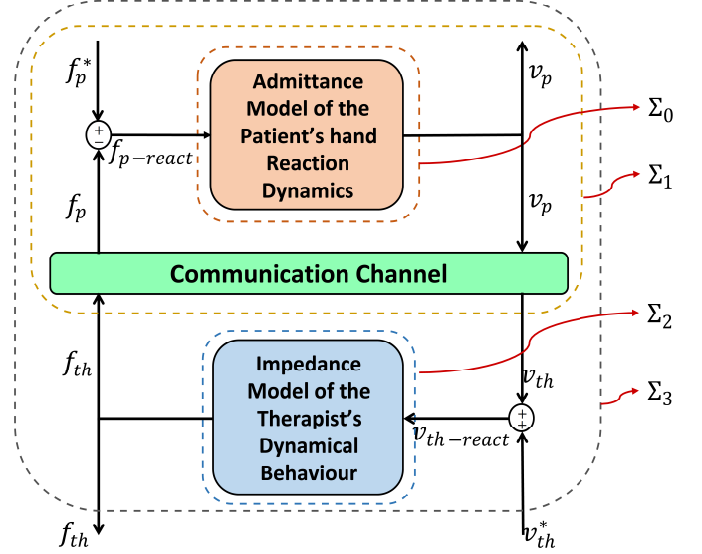 f_p^*
v_p
Admittance
Model of the
Patient's hand
Reaction
Dynamics
Σ_0
+
−
f_{p−react}
Σ_1
f_p
v_p
Communication Channel
Σ_2
f_{th}
Impedance
Model of the
Therapist's
Dynamical
Behaviour
v_{th}
Σ_3
+
+
v_{th−react}
f_{th}
v_{th}^*